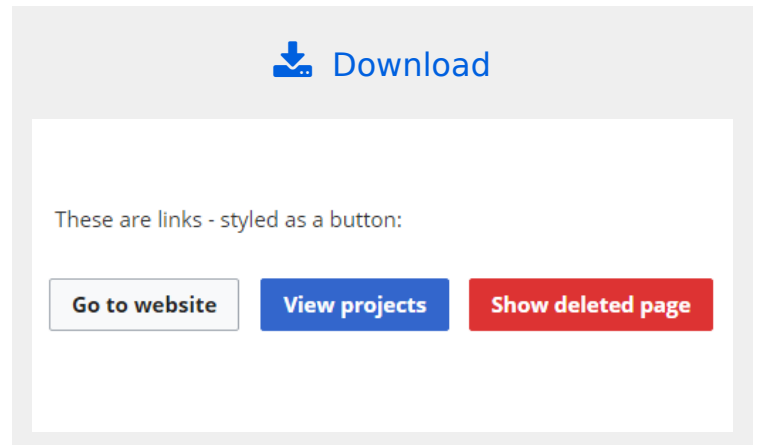 Download
These are links - styled as a button:
Go to website View projects Show deleted page